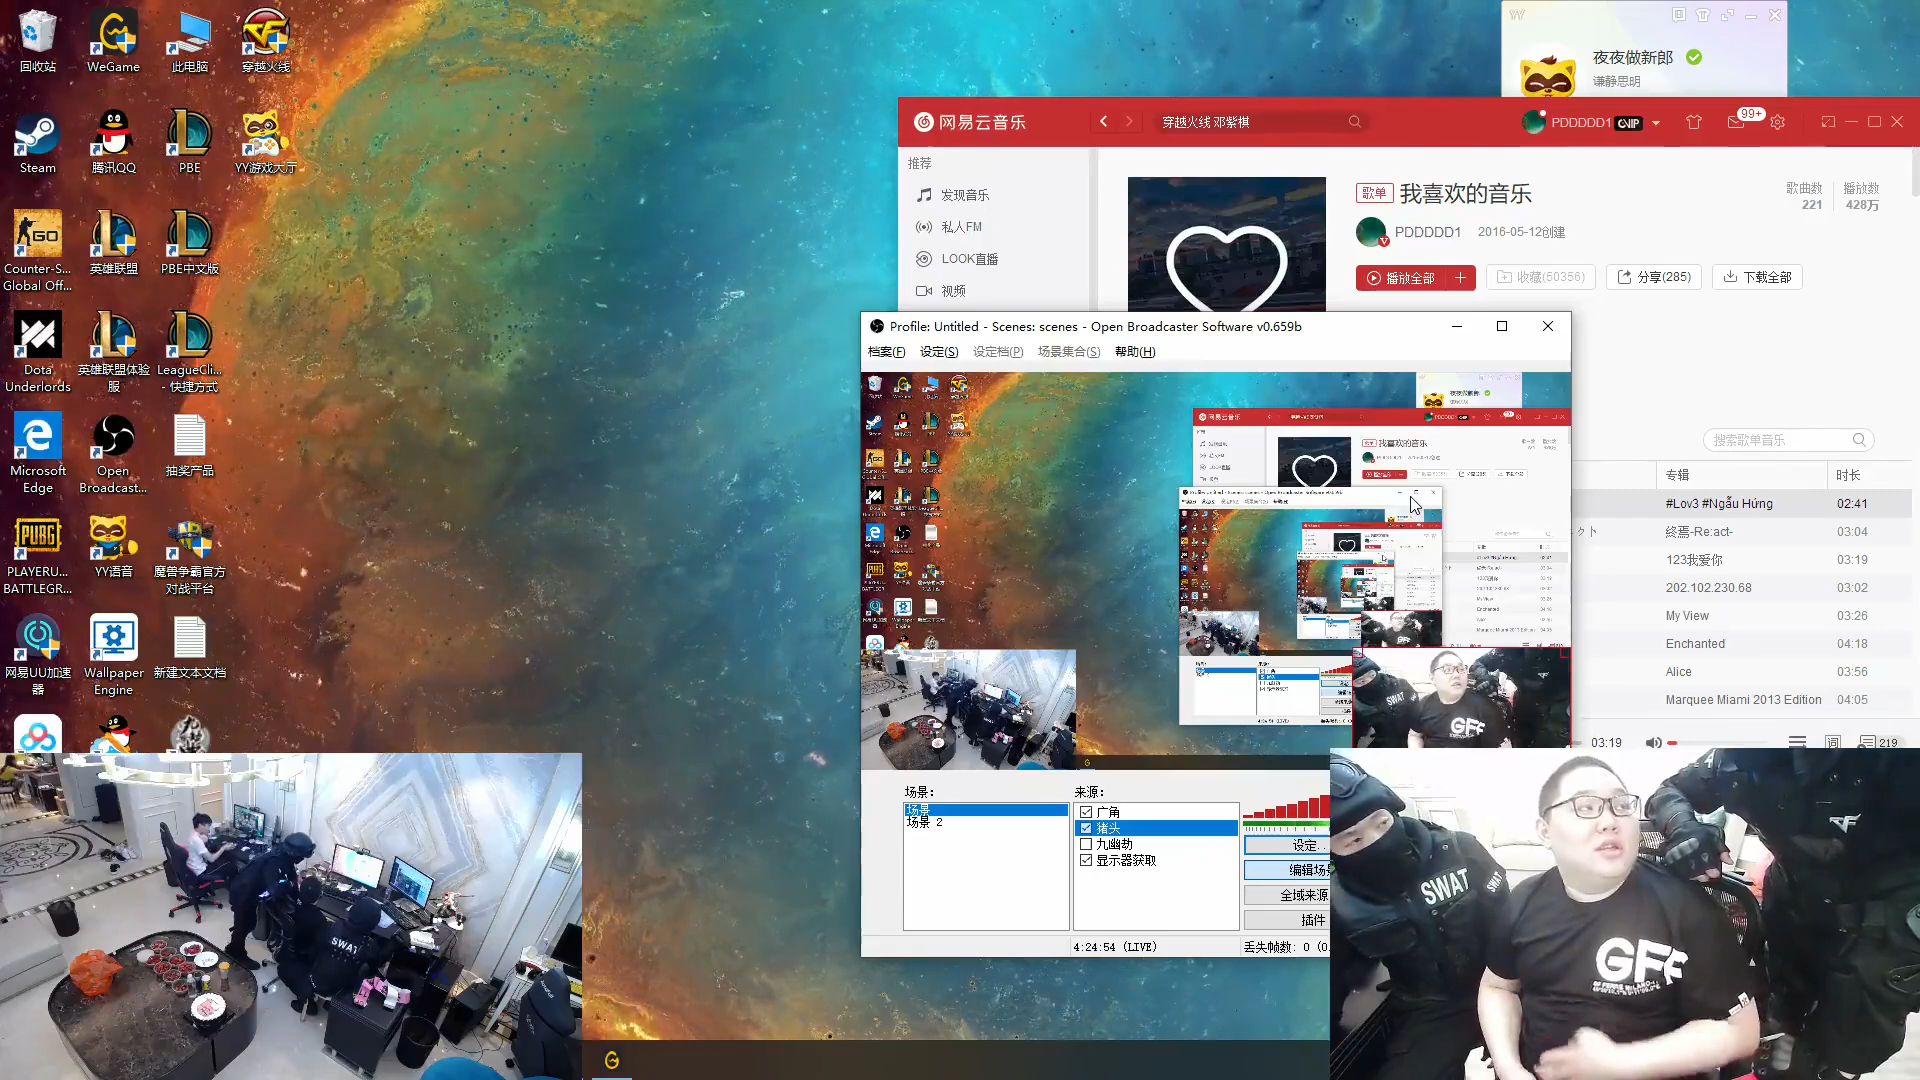 回收站
WeGame
此电脑
穿越火线
Steam
腾讯QQ
PBE
YY游戏大厅
Counter-S...
Global Off...
英雄联盟
PBE中文版
Dota
Underlords
英雄联盟体验
服
LeagueCli...
- 快捷方式
Microsoft
Edge
Open
Broadcast...
抽奖产品
PLAYERU...
BATTLEGR...
YY语音
魔兽争霸官方
对战平台
网易UU加速
器
Wallpaper
Engine
新建文本文档
夜夜做新郎
谦静思明
网易云音乐
穿越火线 邓紫棋
PDDDDD1
VIP
99+
推荐
发现音乐
私人FM
LOOK直播
视频
歌单 我喜欢的音乐
PDDDDD1 2016-05-12创建
歌曲数 播放数
221 428万
播放全部
收藏(50356)
分享(285)
下载全部
搜索歌单音乐
专辑 时长
#Lov3 #Ngẫu Hứng 02:41
终焉-Re:act- 03:04
123我爱你 03:19
202.102.230.68 03:02
My View 03:26
Enchanted 04:18
Alice 03:56
Marquee Miami 2013 Edition 04:05
03:19
词
219
Profile: Untitled - Scenes: scenes - Open Broadcaster Software v0.659b
档案(F) 设定(S) 设定档(P) 场景集合(S) 帮助(H)
场景:
场景
场景 2
来源:
广角
猪头
九幽劫
显示器获取
设定..
编辑场
全域来源
插件
4:24:54 (LIVE)
丢失帧数: 0 (0.
SWAT
SWAT
SWAT
GFF